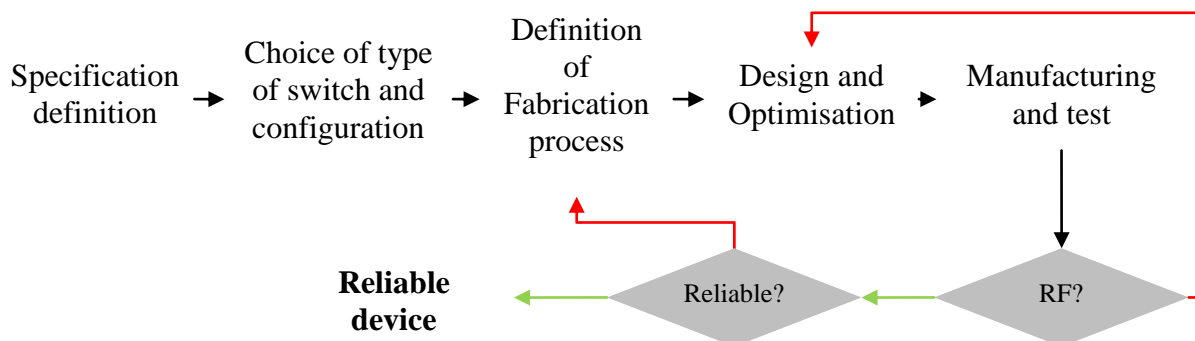 Specification
definition
Choice of type
of switch and
configuration
Definition
of
Fabrication
process
Design and
Optimisation
Manufacturing
and test
Reliable
device
Reliable?
RF?